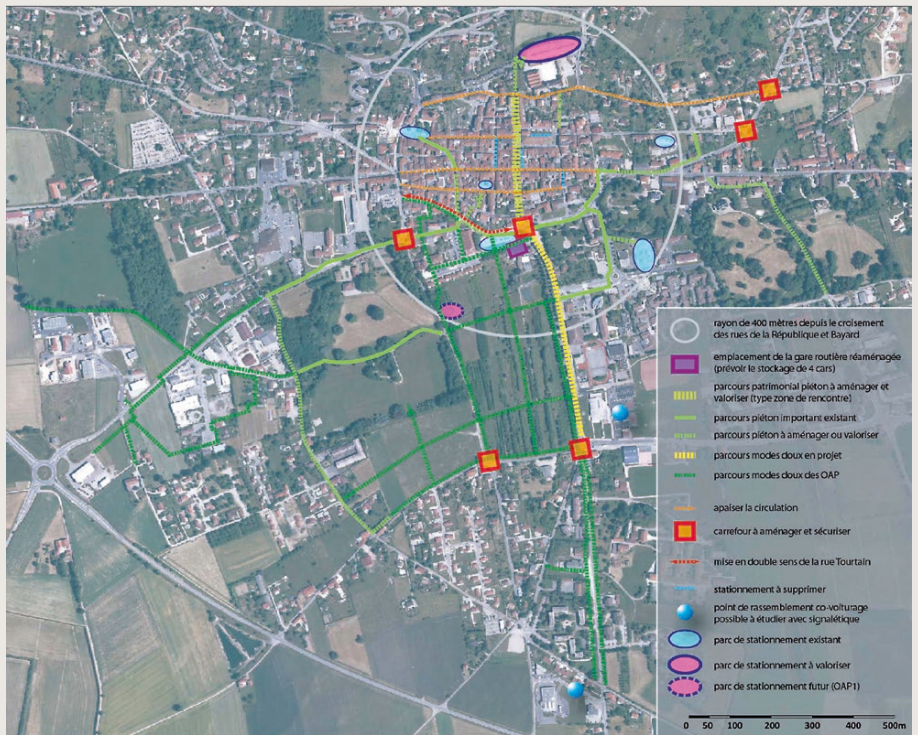 rayon de 400 mètres depuis le croisement
des rues de la République et Bayard
emplacement de la gare routière réaménagée
(prévoir le stockage de 4 cars)
parcours patrimonial piéton à aménager et
valoriser (type zone de rencontre)
parcours piéton important existant
parcours piéton à aménager ou valoriser
parcours modes doux en projet
parcours modes doux des OAP
apaiser la circulation
carrefour à aménager et sécuriser
mise en double sens de la rue Tourtain
stationnement à supprimer
point de rassemblement co-voiturage
possible à étudier avec signalétique
parc de stationnement existant
parc de stationnement à valoriser
parc de stationnement futur (OAP1)
0 50 100 200 300 400 500m